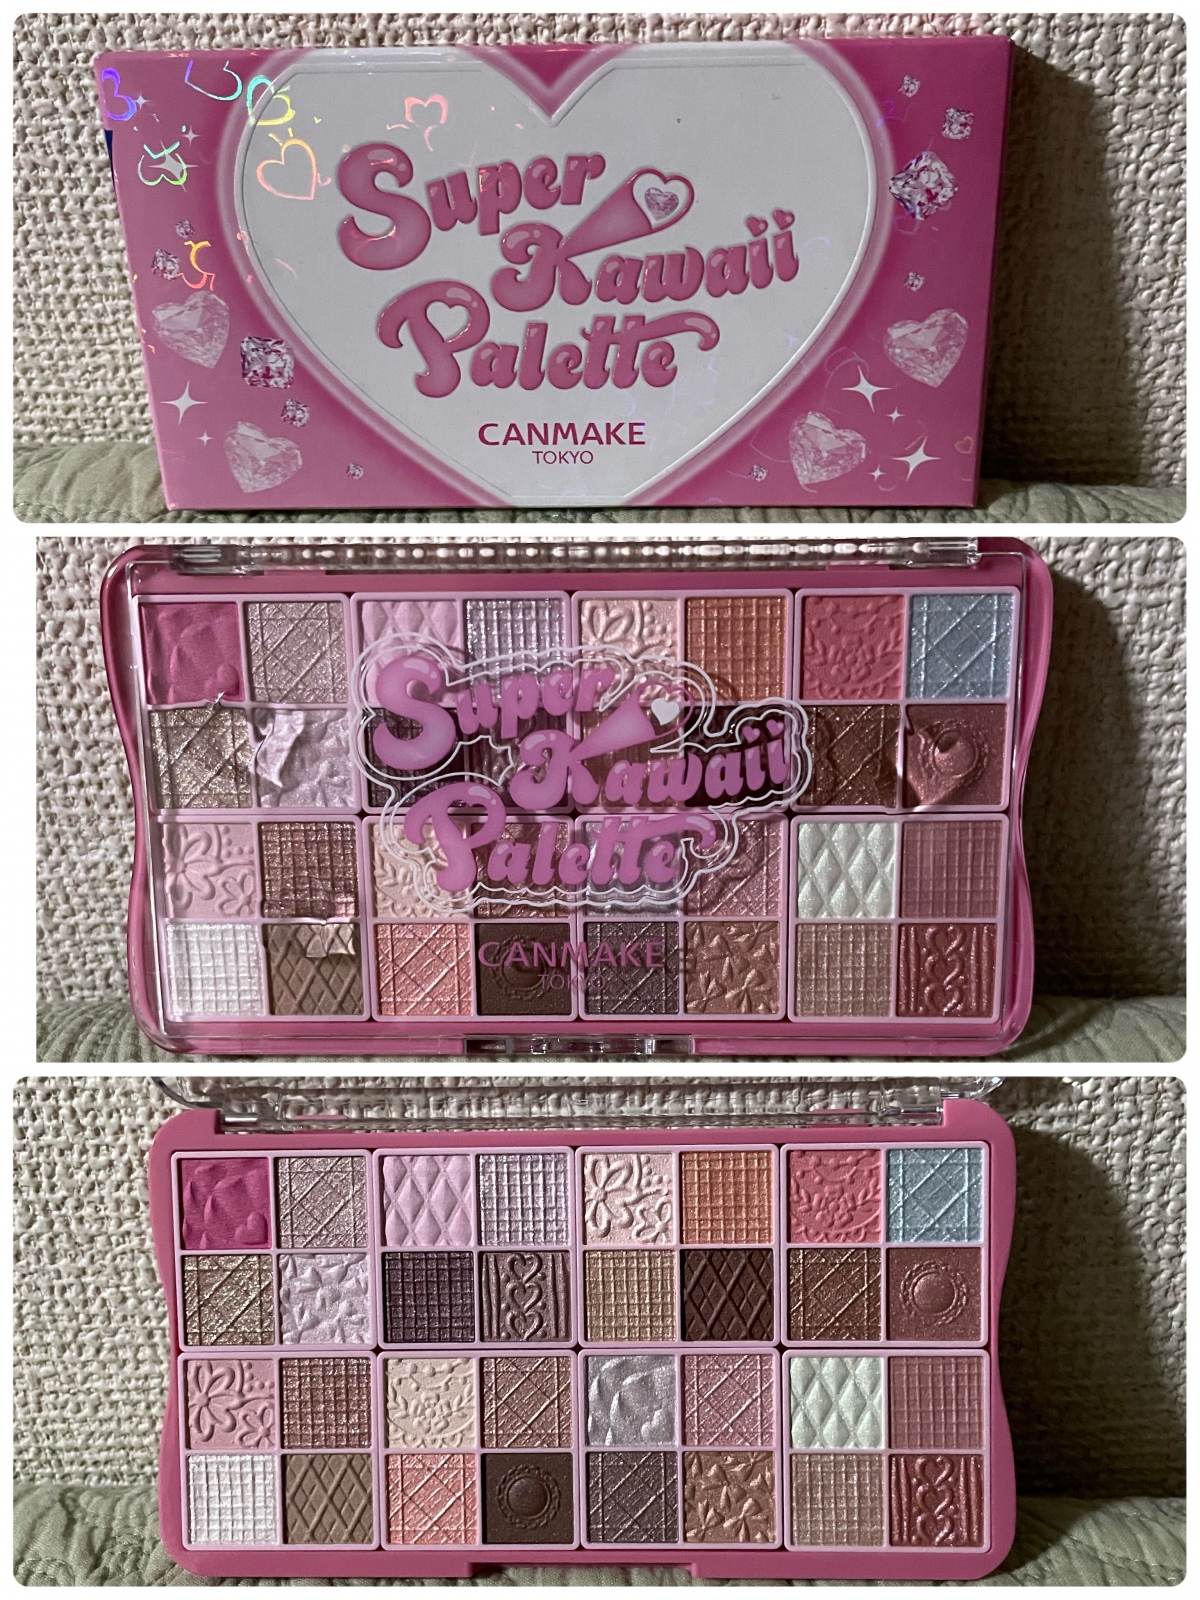 Super
Kawaii
Palette
CANMAKE
TOKYO
Super
Kawaii
Palette
CANMAKE
TOKYO